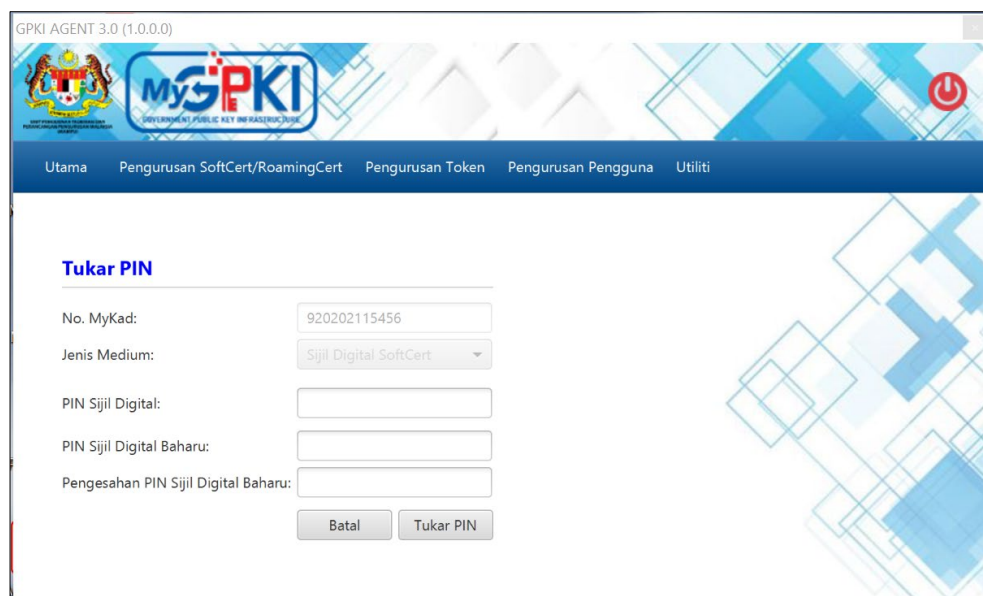 GPKI AGENT 3.0 (1.0.0.0)
MyGPKI
GOVERNMENT PUBLIC KEY INFRASTRUCTURE
Utama Pengurusan SoftCert/RoamingCert Pengurusan Token Pengurusan Pengguna Utiliti
Tukar PIN
No. MyKad: 920202115456
Jenis Medium: Sijil Digital SoftCert
PIN Sijil Digital:
PIN Sijil Digital Baharu:
Pengesahan PIN Sijil Digital Baharu:
Batal Tukar PIN